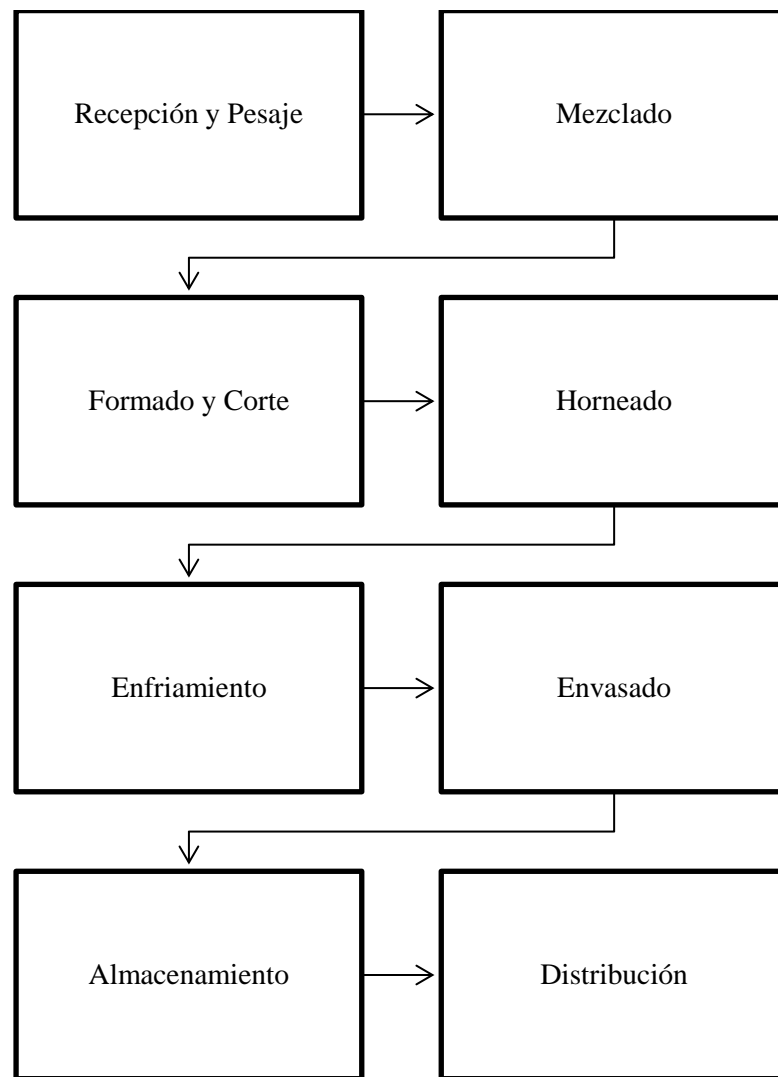 Recepción y Pesaje
Mezclado
Formado y Corte
Horneado
Enfriamiento
Envasado
Almacenamiento
Distribución